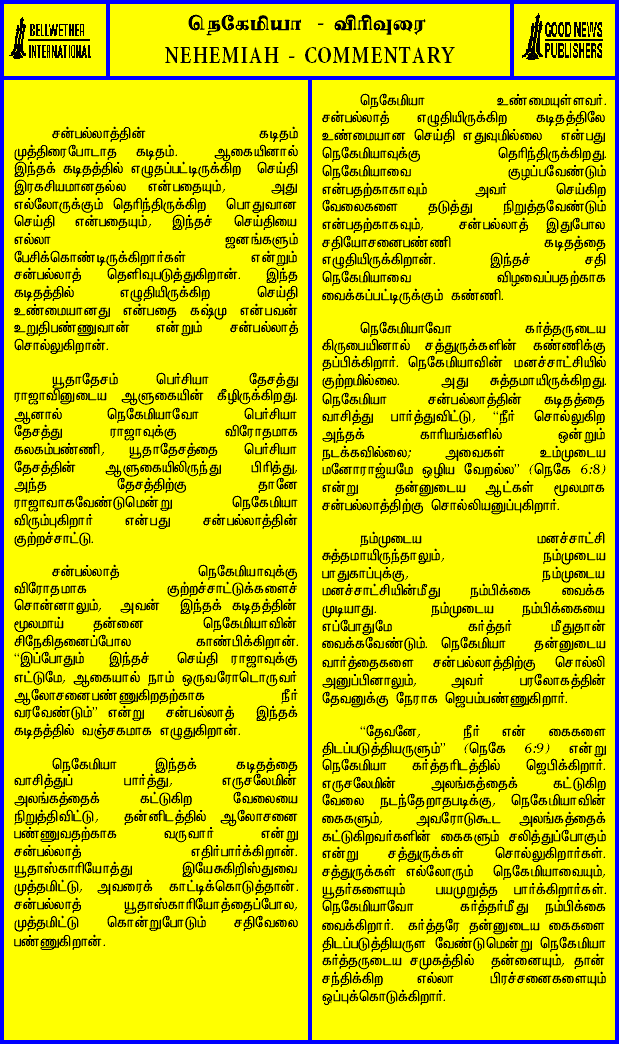 BELLWETHER
INTERNATIONAL
நெகேமியா - விரிவுரை
NEHEMIAH - COMMENTARY
GOOD NEWS
PUBLISHERS
சன்பல்லாத்தின் கடிதம்
முத்திரைபோடாத கடிதம். ஆகையினால்
இந்தக் கடிதத்தில் எழுதப்பட்டிருக்கிற செய்தி
இரகசியமானதல்ல என்பதையும், அது
எல்லோருக்கும் தெரிந்திருக்கிற பொதுவான
செய்தி என்பதையும், இந்தச் செய்தியை
எல்லா ஜனங்களும்
பேசிக்கொண்டிருக்கிறார்கள் என்றும்
சன்பல்லாத் தெளிவுபடுத்துகிறான். இந்த
கடிதத்தில் எழுதியிருக்கிற செய்தி
உண்மையானது என்பதை கஷ்மு என்பவன்
உறுதிபண்ணுவான் என்றும் சன்பல்லாத்
சொல்லுகிறான்.
யூதாதேசம் பெர்சியா தேசத்து
ராஜாவினுடைய ஆளுகையின் கீழிருக்கிறது.
ஆனால் நெகேமியாவோ பெர்சியா
தேசத்து ராஜாவுக்கு விரோதமாக
கலகம்பண்ணி, யூதாதேசத்தை பெர்சியா
தேசத்தின் ஆளுகையிலிருந்து பிரித்து,
அந்த தேசத்திற்கு தானே
ராஜாவாகவேண்டுமென்று நெகேமியா
விரும்புகிறார் என்பது சன்பல்லாத்தின்
குற்றச்சாட்டு.
சன்பல்லாத் நெகேமியாவுக்கு
விரோதமாக குற்றச்சாட்டுக்களைச்
சொன்னாலும், அவன் இந்தக் கடிதத்தின்
மூலமாய் தன்னை நெகேமியாவின்
சிநேகிதனைப்போல காண்பிக்கிறான்.
“இப்போதும் இந்தச் செய்தி ராஜாவுக்கு
எட்டுமே, ஆகையால் நாம் ஒருவரோடொருவர்
ஆலோசனைபண்ணுகிறதற்காக நீர்
வரவேண்டும்” என்று சன்பல்லாத் இந்தக்
கடிதத்தில் வஞ்சகமாக எழுதுகிறான்.
நெகேமியா இந்தக் கடிதத்தை
வாசித்துப் பார்த்து, எருசலேமின்
அலங்கத்தைக் கட்டுகிற வேலையை
நிறுத்திவிட்டு, தன்னிடத்தில் ஆலோசனை
பண்ணுவதற்காக வருவார் என்று
சன்பல்லாத் எதிர்பார்க்கிறான்.
யூதாஸ்காரியோத்து இயேசுகிறிஸ்துவை
முத்தமிட்டு, அவரைக் காட்டிக்கொடுத்தான்.
சன்பல்லாத் யூதாஸ்காரியோத்தைப்போல,
முத்தமிட்டு கொன்றுபோடும் சதிவேலை
பண்ணுகிறான்.
நெகேமியா உண்மையுள்ளவர்.
சன்பல்லாத் எழுதியிருக்கிற கடிதத்திலே
உண்மையான செய்தி எதுவுமில்லை என்பது
நெகேமியாவுக்கு தெரிந்திருக்கிறது.
நெகேமியாவை குழப்பவேண்டும்
என்பதற்காகாவும் அவர் செய்கிற
வேலைகளை தடுத்து நிறுத்தவேண்டும்
என்பதற்காகவும், சன்பல்லாத் இதுபோல
சதியோசனைபண்ணி கடிதத்தை
எழுதியிருக்கிறான். இந்தச் சதி
நெகேமியாவை விழவைப்பதற்காக
வைக்கப்பட்டிருக்கும் கண்ணி.
நெகேமியாவோ கர்த்தருடைய
கிருபையினால் சத்துருக்களின் கண்ணிக்கு
தப்பிக்கிறார். நெகேமியாவின் மனச்சாட்சியில்
குற்றமில்லை. அது சுத்தமாயிருக்கிறது.
நெகேமியா சன்பல்லாத்தின் கடிதத்தை
வாசித்து பார்த்துவிட்டு, “நீர் சொல்லுகிற
அந்தக் காரியங்களில் ஒன்றும்
நடக்கவில்லை; அவைகள் உம்முடைய
மனோராஜ்யமே ஒழிய வேறல்ல” (நெகே 6:8)
என்று தன்னுடைய ஆட்கள் மூலமாக
சன்பல்லாத்திற்கு சொல்லியனுப்புகிறார்.
நம்முடைய மனச்சாட்சி
சுத்தமாயிருந்தாலும், நம்முடைய
பாதுகாப்புக்கு, நம்முடைய
மனச்சாட்சியின்மீது நம்பிக்கை வைக்க
முடியாது. நம்முடைய நம்பிக்கையை
எப்போதுமே கர்த்தர் மீதுதான்
வைக்கவேண்டும். நெகேமியா தன்னுடைய
வார்த்தைகளை சன்பல்லாத்திற்கு சொல்லி
அனுப்பினாலும், அவர் பரலோகத்தின்
தேவனுக்கு நேராக ஜெபம்பண்ணுகிறார்.
“தேவனே, நீர் என் கைகளை
திடப்படுத்தியருளும்” (நெகே 6:9) என்று
நெகேமியா கர்த்தரிடத்தில் ஜெபிக்கிறார்.
எருசலேமின் அலங்கத்தைக் கட்டுகிற
வேலை நடந்தேறாதபடிக்கு, நெகேமியாவின்
கைகளும், அவரோடுகூட அலங்கத்தைக்
கட்டுகிறவர்களின் கைகளும் சலித்துப்போகும்
என்று சத்துருக்கள் சொல்லுகிறார்கள்.
சத்துருக்கள் எல்லோரும் நெகேமியாவையும்,
யூதர்களையும் பயமுறுத்த பார்க்கிறார்கள்.
நெகேமியாவோ கர்த்தர்மீது நம்பிக்கை
வைக்கிறார். கர்த்தரே தன்னுடைய கைகளை
திடப்படுத்தியருள வேண்டுமென்று நெகேமியா
கர்த்தருடைய சமுகத்தில் தன்னையும், தான்
சந்திக்கிற எல்லா பிரச்சனைகளையும்
ஒப்புக்கொடுக்கிறார்.